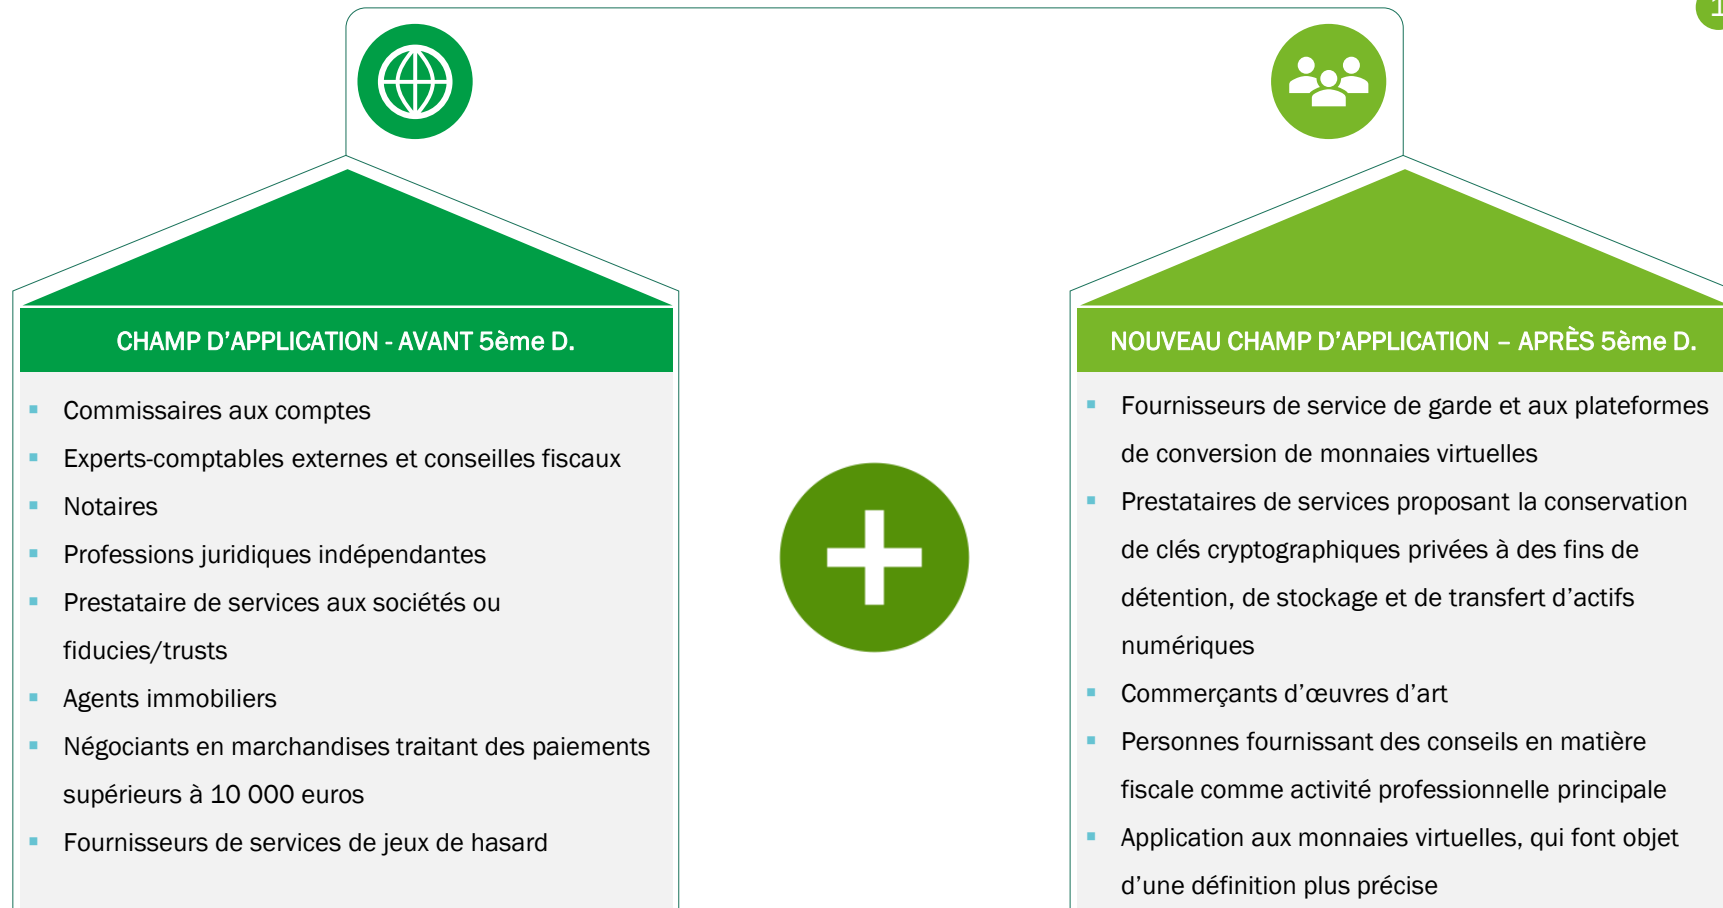 1
CHAMP D’APPLICATION - AVANT 5ème D.
▪ Commissaires aux comptes
▪ Experts-comptables externes et conseilles fiscaux
▪ Notaires
▪ Professions juridiques indépendantes
▪ Prestataire de services aux sociétés ou
fiducies/trusts
▪ Agents immobiliers
▪ Négociants en marchandises traitant des paiements
supérieurs à 10 000 euros
▪ Fournisseurs de services de jeux de hasard
NOUVEAU CHAMP D’APPLICATION – APRÈS 5ème D.
▪ Fournisseurs de service de garde et aux plateformes
de conversion de monnaies virtuelles
▪ Prestataires de services proposant la conservation
de clés cryptographiques privées à des fins de
détention, de stockage et de transfert d’actifs
numériques
▪ Commerçants d’œuvres d’art
▪ Personnes fournissant des conseils en matière
fiscale comme activité professionnelle principale
▪ Application aux monnaies virtuelles, qui font objet
d’une définition plus précise